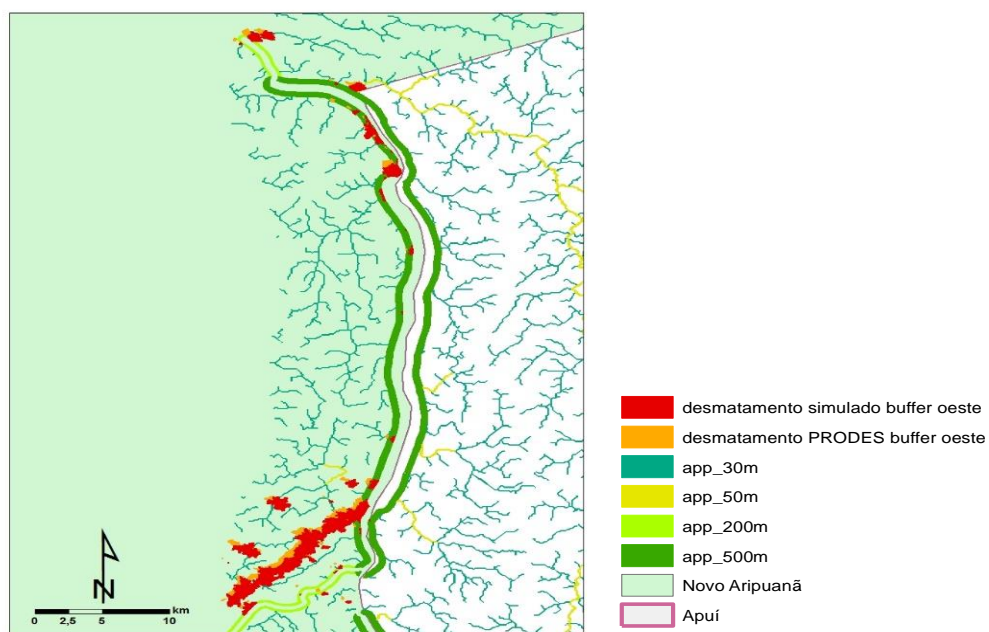 desmatamento simulado buffer oeste
desmatamento PRODES buffer oeste
app_30m
app_50m
app_200m
app_500m
Novo Aripuanã
Apuí
N
km
0 2,5 5 10